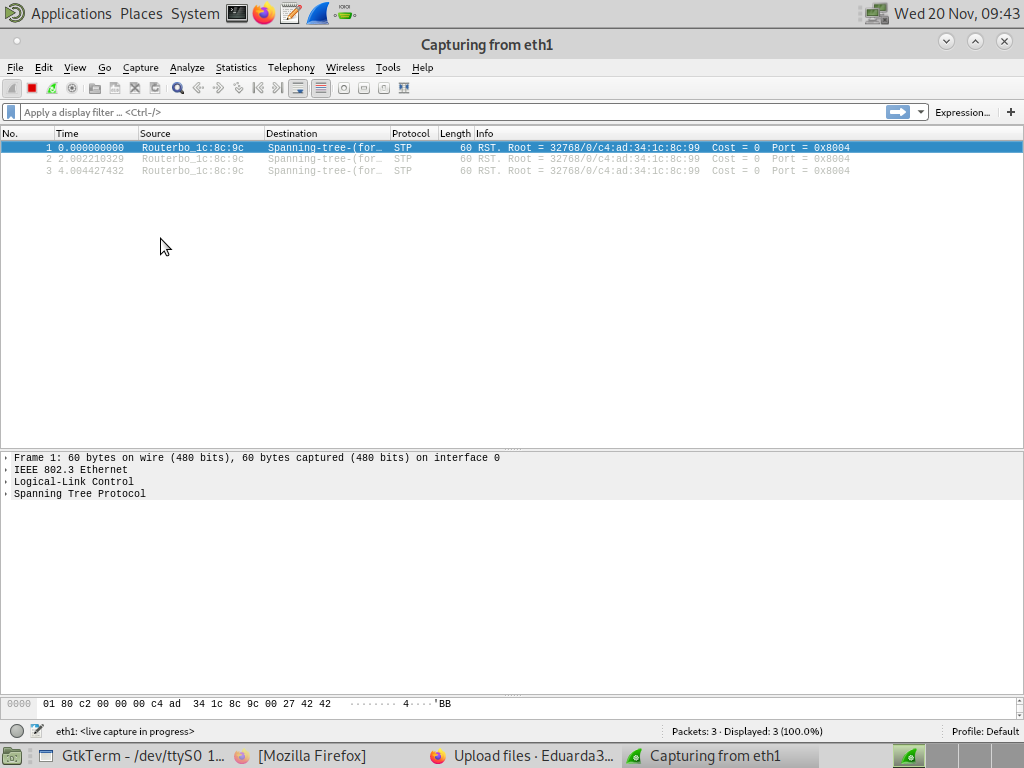 Applications Places System Wed 20 Nov, 09:43
Capturing from eth1
File Edit View Go Capture Analyze Statistics Telephony Wireless Tools Help
Apply a display filter ... <Ctrl-/> Expression... +
No. Time Source Destination Protocol Length Info
1 0.000000000 Routerbo_1c:8c:9c Spanning-tree-(for… STP 60 RST. Root = 32768/0/c4:ad:34:1c:8c:99 Cost = 0 Port = 0x8004
2 2.002210329 Routerbo_1c:8c:9c Spanning-tree-(for… STP 60 RST. Root = 32768/0/c4:ad:34:1c:8c:99 Cost = 0 Port = 0x8004
3 4.004427432 Routerbo_1c:8c:9c Spanning-tree-(for… STP 60 RST. Root = 32768/0/c4:ad:34:1c:8c:99 Cost = 0 Port = 0x8004
Frame 1: 60 bytes on wire (480 bits), 60 bytes captured (480 bits) on interface 0
IEEE 802.3 Ethernet
Logical-Link Control
Spanning Tree Protocol
0000 01 80 c2 00 00 00 c4 ad 34 1c 8c 9c 00 27 42 42 ········ 4····'BB
eth1: <live capture in progress> Packets: 3 · Displayed: 3 (100.0%) Profile: Default
GtkTerm - /dev/ttyS0 1... [Mozilla Firefox] Upload files · Eduarda3... Capturing from eth1